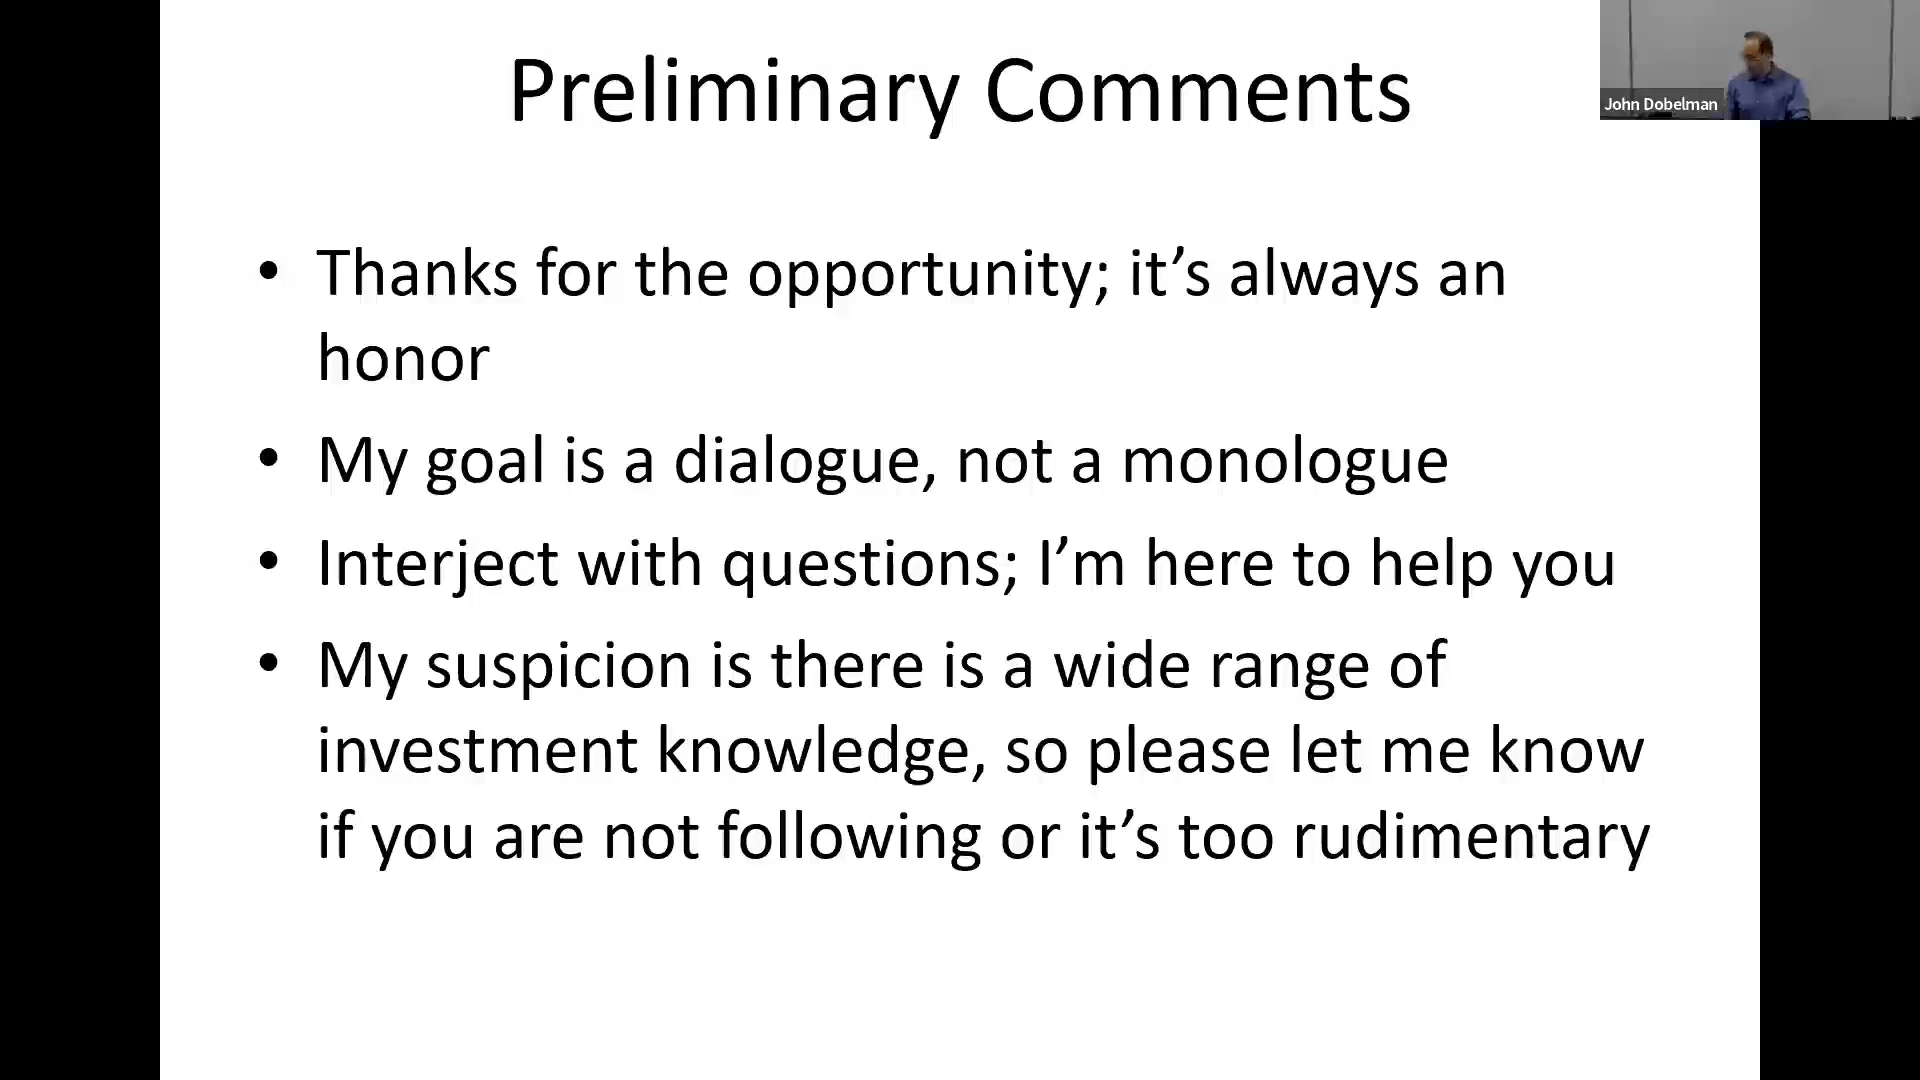 Preliminary Comments
John Dobelman
• Thanks for the opportunity; it’s always an
honor
• My goal is a dialogue, not a monologue
• Interject with questions; I’m here to help you
• My suspicion is there is a wide range of
investment knowledge, so please let me know
if you are not following or it’s too rudimentary